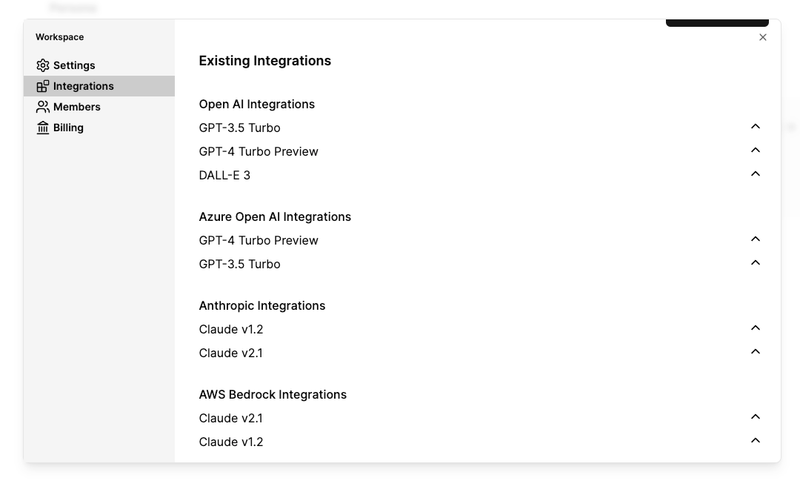 Workspace
Settings
Integrations
Members
Billing
Existing Integrations
Open AI Integrations
GPT-3.5 Turbo
GPT-4 Turbo Preview
DALL-E 3
Azure Open AI Integrations
GPT-4 Turbo Preview
GPT-3.5 Turbo
Anthropic Integrations
Claude v1.2
Claude v2.1
AWS Bedrock Integrations
Claude v2.1
Claude v1.2